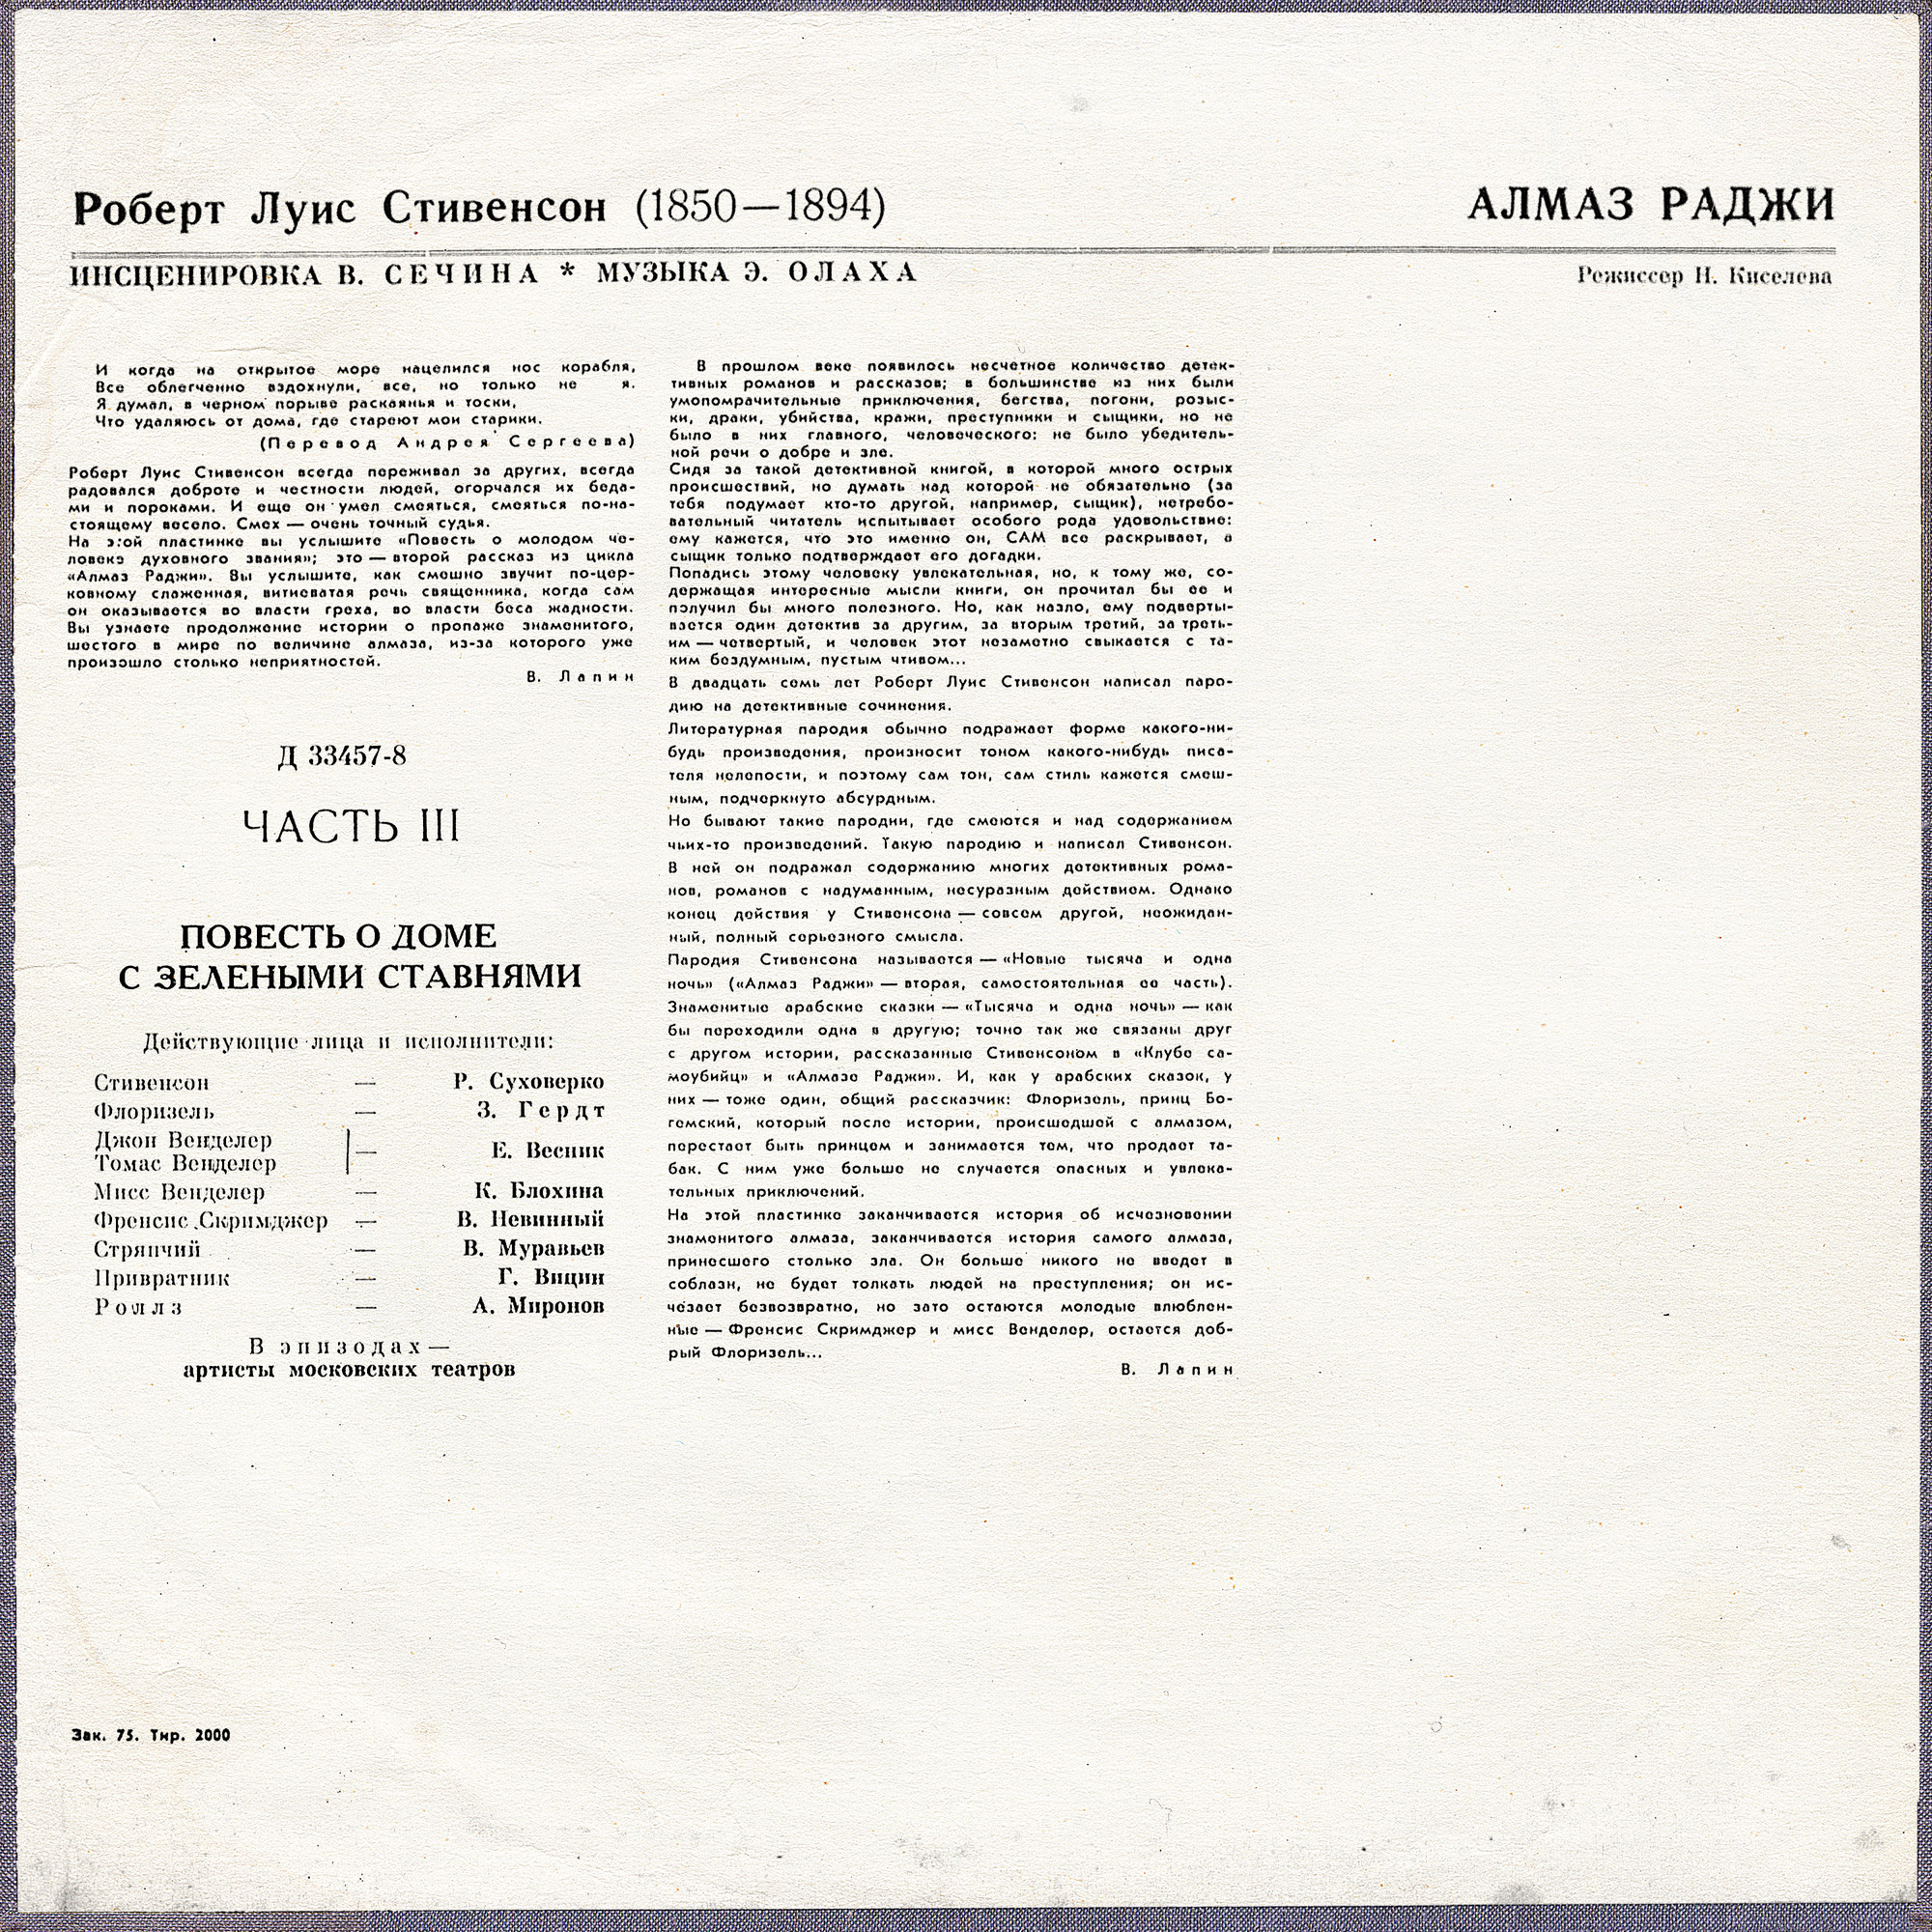 Роберт Луис Стивенсон (1850—1894)
АЛМАЗ РАДЖИ
ИНСЦЕНИРОВКА В. СЕЧИНА * МУЗЫКА Э. ОЛАХА
Режиссер Н. Киселева
И когда на открытое море нацелился нос корабля,
Все облегченно вздохнули, все, но только не я.
Я думал, в черном порыве раскаянья и тоски,
Что удаляюсь от дома, где стареют мои старики.
(Перевод Андрея Сергеева)
Роберт Луис Стивенсон всегда переживал за других, всегда
радовался доброте и честности людей, огорчался их беда-
ми и пороками. И еще он умел смеяться, смеяться по-на-
стоящему весело. Смех — очень точный судья.
На этой пластинке вы услышите «Повесть о молодом че-
ловеке духовного звания»; это — второй рассказ из цикла
«Алмаз Раджи». Вы услышите, как смешно звучит по-цер-
ковному слаженная, витиеватая речь священника, когда сам
он оказывается во власти греха, во власти беса жадности.
Вы узнаете продолжение истории о пропаже знаменитого,
шестого в мире по величине алмаза, из-за которого уже
произошло столько неприятностей.
В. Лапин
Д 33457-8
ЧАСТЬ III
ПОВЕСТЬ О ДОМЕ
С ЗЕЛЕНЫМИ СТАВНЯМИ
Действующие лица и исполнители:
Стивенсон — Р. Суховерко
Флоризель — З. Гердт
Джон Венделер
Томас Венделер — Е. Весник
Мисс Венделер — К. Блохина
Френсис Скримджер — В. Невинный
Стряпчий — В. Муравьев
Привратник — Г. Вицин
Роллз — А. Миронов
В эпизодах —
артисты московских театров
В прошлом веке появилось несчетное количество детек-
тивных романов и рассказов; в большинстве из них были
умопомрачительные приключения, бегства, погони, розыс-
ки, драки, убийства, кражи, преступники и сыщики, но не
было в них главного, человеческого: не было убедитель-
ной речи о добре и зле.
Сидя за такой детективной книгой, в которой много острых
происшествий, но думать над которой не обязательно (за
тебя подумает кто-то другой, например, сыщик), нетребо-
вательный читатель испытывает особого рода удовольствие:
ему кажется, что это именно он, САМ все раскрывает, а
сыщик только подтверждает его догадки.
Попадись этому человеку увлекательная, но, к тому же, со-
держащая интересные мысли книги, он прочитал бы ее и
получил бы много полезного. Но, как назло, ему подверты-
вается один детектив за другим, за вторым третий, за треть-
им — четвертый, и человек этот незаметно свыкается с та-
ким бездумным, пустым чтивом...
В двадцать семь лет Роберт Луис Стивенсон написал паро-
дию на детективные сочинения.
Литературная пародия обычно подражает форме какого-ни-
будь произведения, произносит тоном какого-нибудь писа-
теля нелепости, и поэтому сам тон, сам стиль кажется смеш-
ным, подчеркнуто абсурдным.
Но бывают такие пародии, где смеются и над содержанием
чьих-то произведений. Такую пародию и написал Стивенсон.
В ней он подражал содержанию многих детективных рома-
нов, романов с надуманным, несуразным действием. Однако
конец действия у Стивенсона — совсем другой, неожидан-
ный, полный серьезного смысла.
Пародия Стивенсона называется — «Новые тысяча и одна
ночь» («Алмаз Раджи» — вторая, самостоятельная ее часть).
Знаменитые арабские сказки — «Тысяча и одна ночь» — как
бы переходили одна в другую; точно так же связаны друг
с другом истории, рассказанные Стивенсоном в «Клубе са-
моубийц» и «Алмазе Раджи». И, как у арабских сказок, у
них — тоже один, общий рассказчик: Флоризель, принц Бо-
гемский, который после истории, происшедшей с алмазом,
перестает быть принцем и занимается тем, что продает та-
бак. С ним уже больше не случается опасных и увлека-
тельных приключений.
На этой пластинке заканчивается история об исчезновении
знаменитого алмаза, заканчивается история самого алмаза,
принесшего столько зла. Он больше никого не введет в
соблазн, не будет толкать людей на преступления; он ис-
чезает безвозвратно, но зато остаются молодые влюблен-
ные — Френсис Скримджер и мисс Венделер, остается доб-
рый Флоризель...
В. Лапин
Зак. 75. Тир. 2000